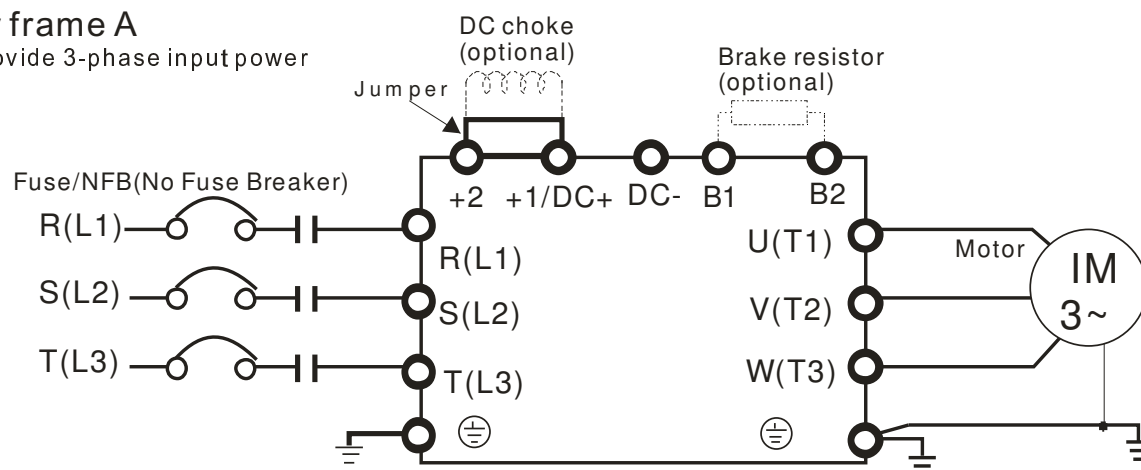 frame A
3-phase input power
DC choke
(optional)
Jumper
Brake resistor
(optional)
Fuse/NFB(No Fuse Breaker)
+2 +1/DC+ DC- B1 B2
R(L1)
R(L1)
S(L2)
S(L2)
T(L3)
T(L3)
U(T1)
V(T2)
W(T3)
Motor
IM
3~